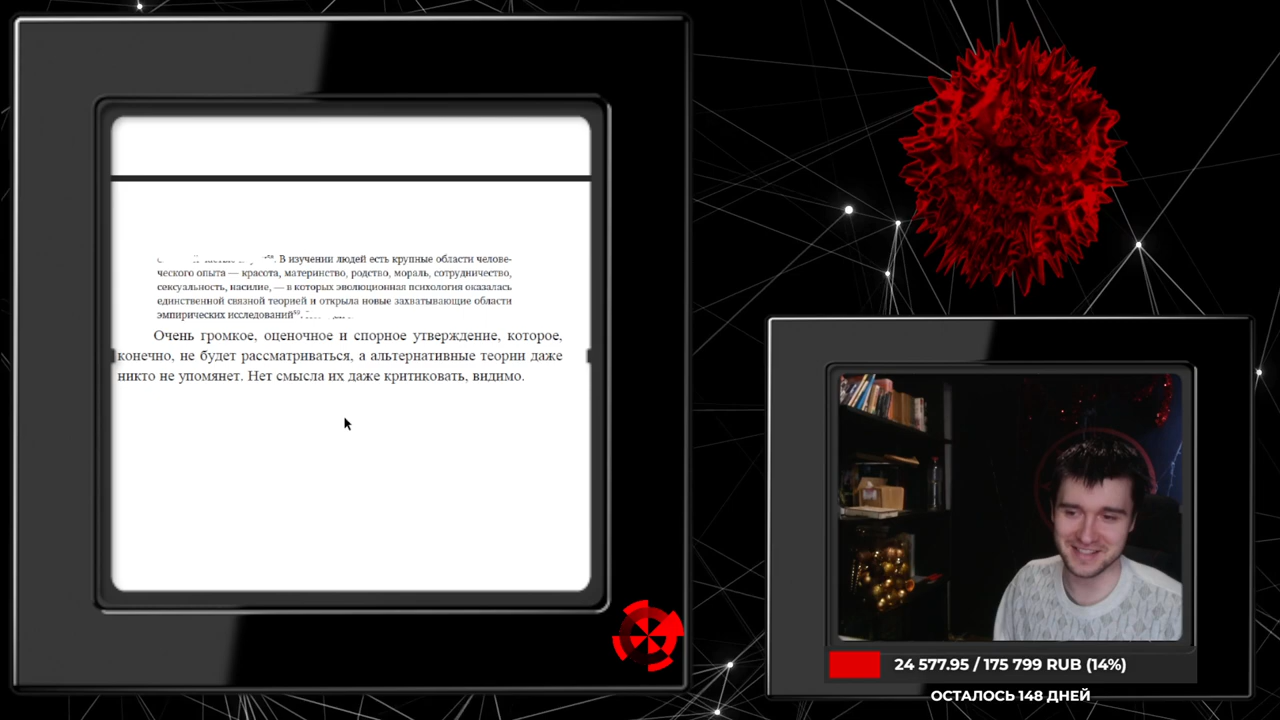 В изучении людей есть крупные области челове-
ческого опыта — красота, материнство, родство, мораль, сотрудничество,
сексуальность, насилие, — в которых эволюционная психология оказалась
единственной связной теорией и открыла новые захватывающие области
эмпирических исследований⁵⁹.
Очень громкое, оценочное и спорное утверждение, которое,
конечно, не будет рассматриваться, а альтернативные теории даже
никто не упомянет. Нет смысла их даже критиковать, видимо.
24 577.95 / 175 799 RUB (14%)
ОСТАЛОСЬ 148 ДНЕЙ